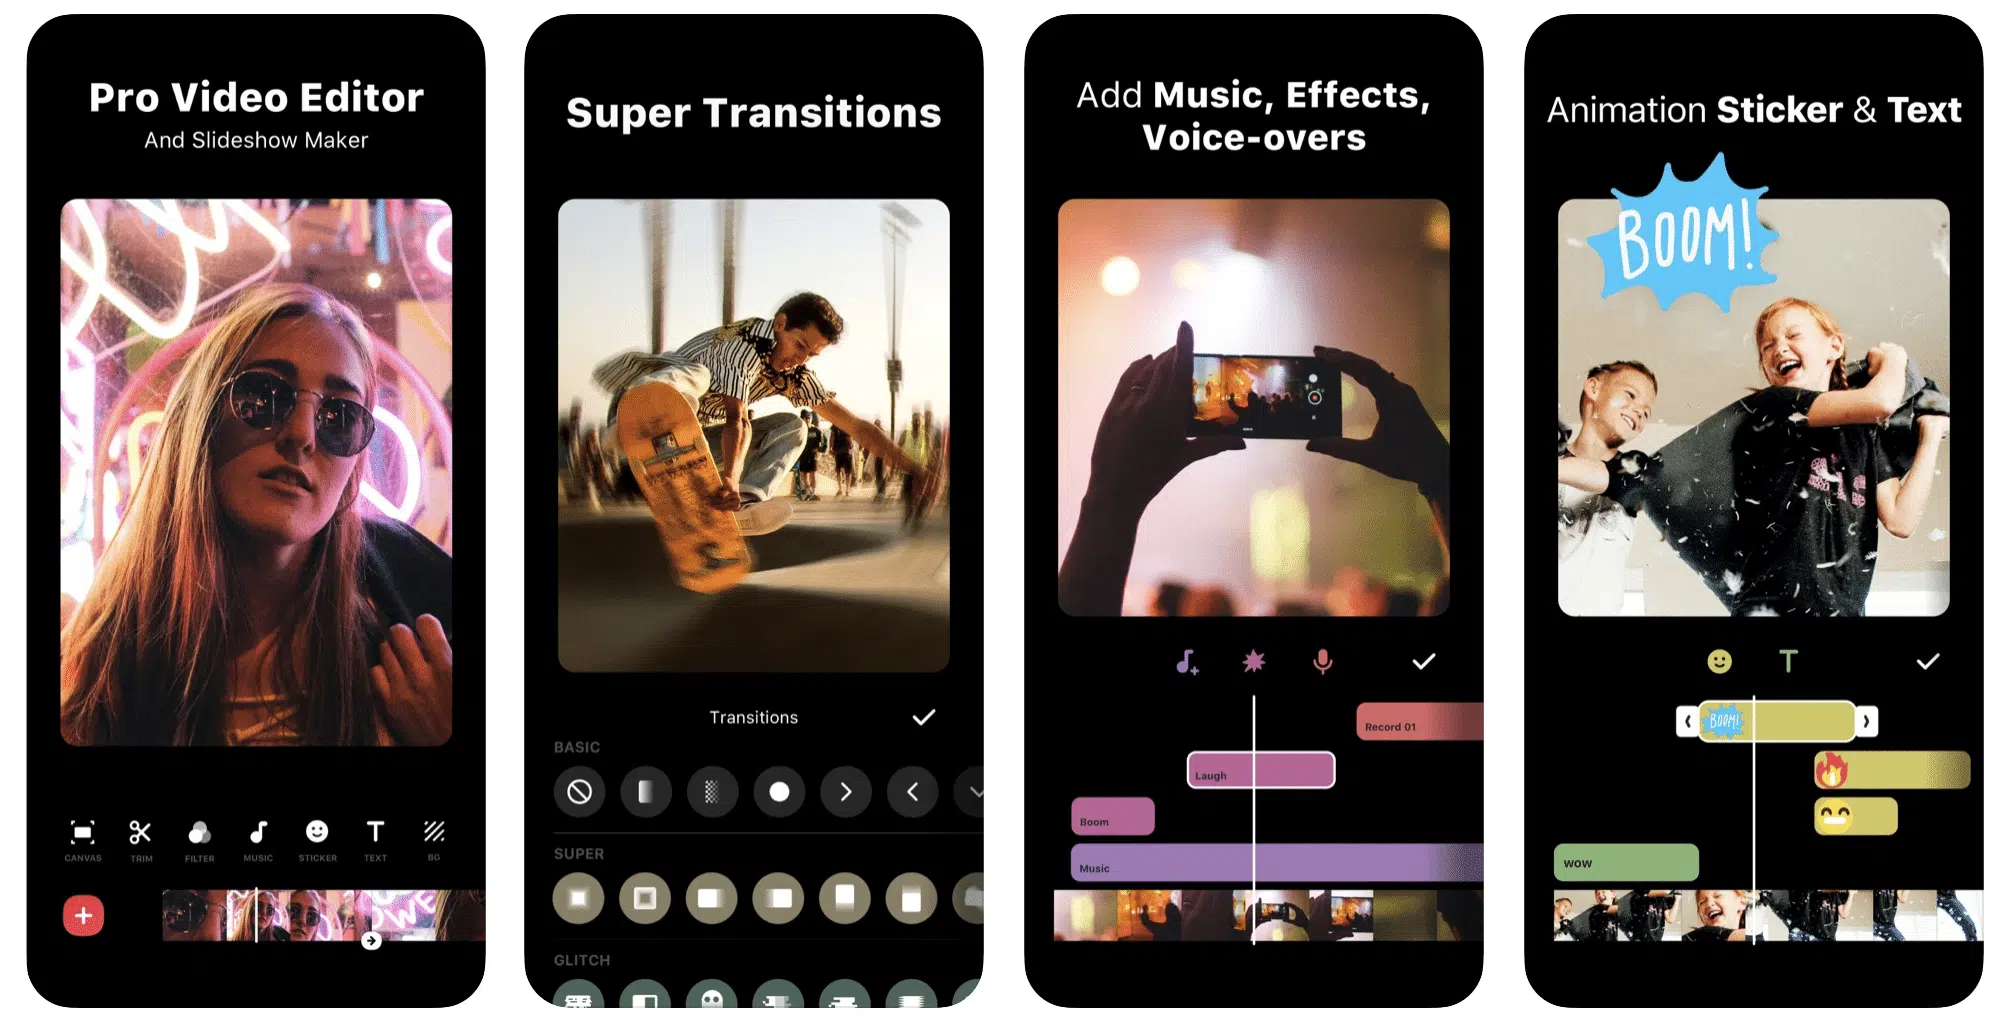 Pro Video Editor
And Slideshow Maker
CANVAS
TRIM
FILTER
MUSIC
STICKER
TEXT
BG
Super Transitions
Transitions
BASIC
SUPER
GLITCH
Add Music, Effects,
Voice-overs
Record 01
Laugh
Boom
Music
Animation Sticker & Text
BOOM!
BOOM!
wow